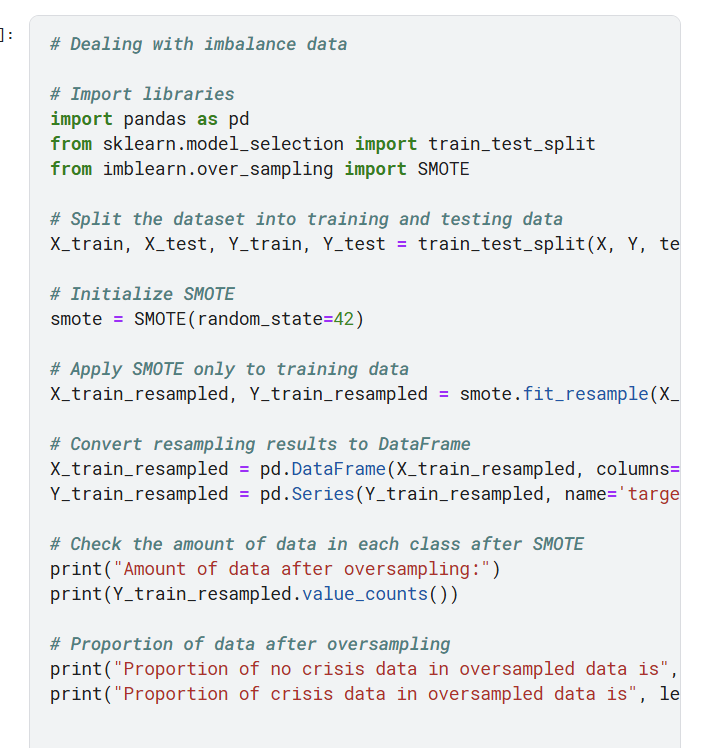 ]:
# Dealing with imbalance data
# Import libraries
import pandas as pd
from sklearn.model_selection import train_test_split
from imblearn.over_sampling import SMOTE
# Split the dataset into training and testing data
X_train, X_test, Y_train, Y_test = train_test_split(X, Y, te
# Initialize SMOTE
smote = SMOTE(random_state=42)
# Apply SMOTE only to training data
X_train_resampled, Y_train_resampled = smote.fit_resample(X_
# Convert resampling results to DataFrame
X_train_resampled = pd.DataFrame(X_train_resampled, columns=
Y_train_resampled = pd.Series(Y_train_resampled, name='targe
# Check the amount of data in each class after SMOTE
print("Amount of data after oversampling:")
print(Y_train_resampled.value_counts())
# Proportion of data after oversampling
print("Proportion of no crisis data in oversampled data is",
print("Proportion of crisis data in oversampled data is", le